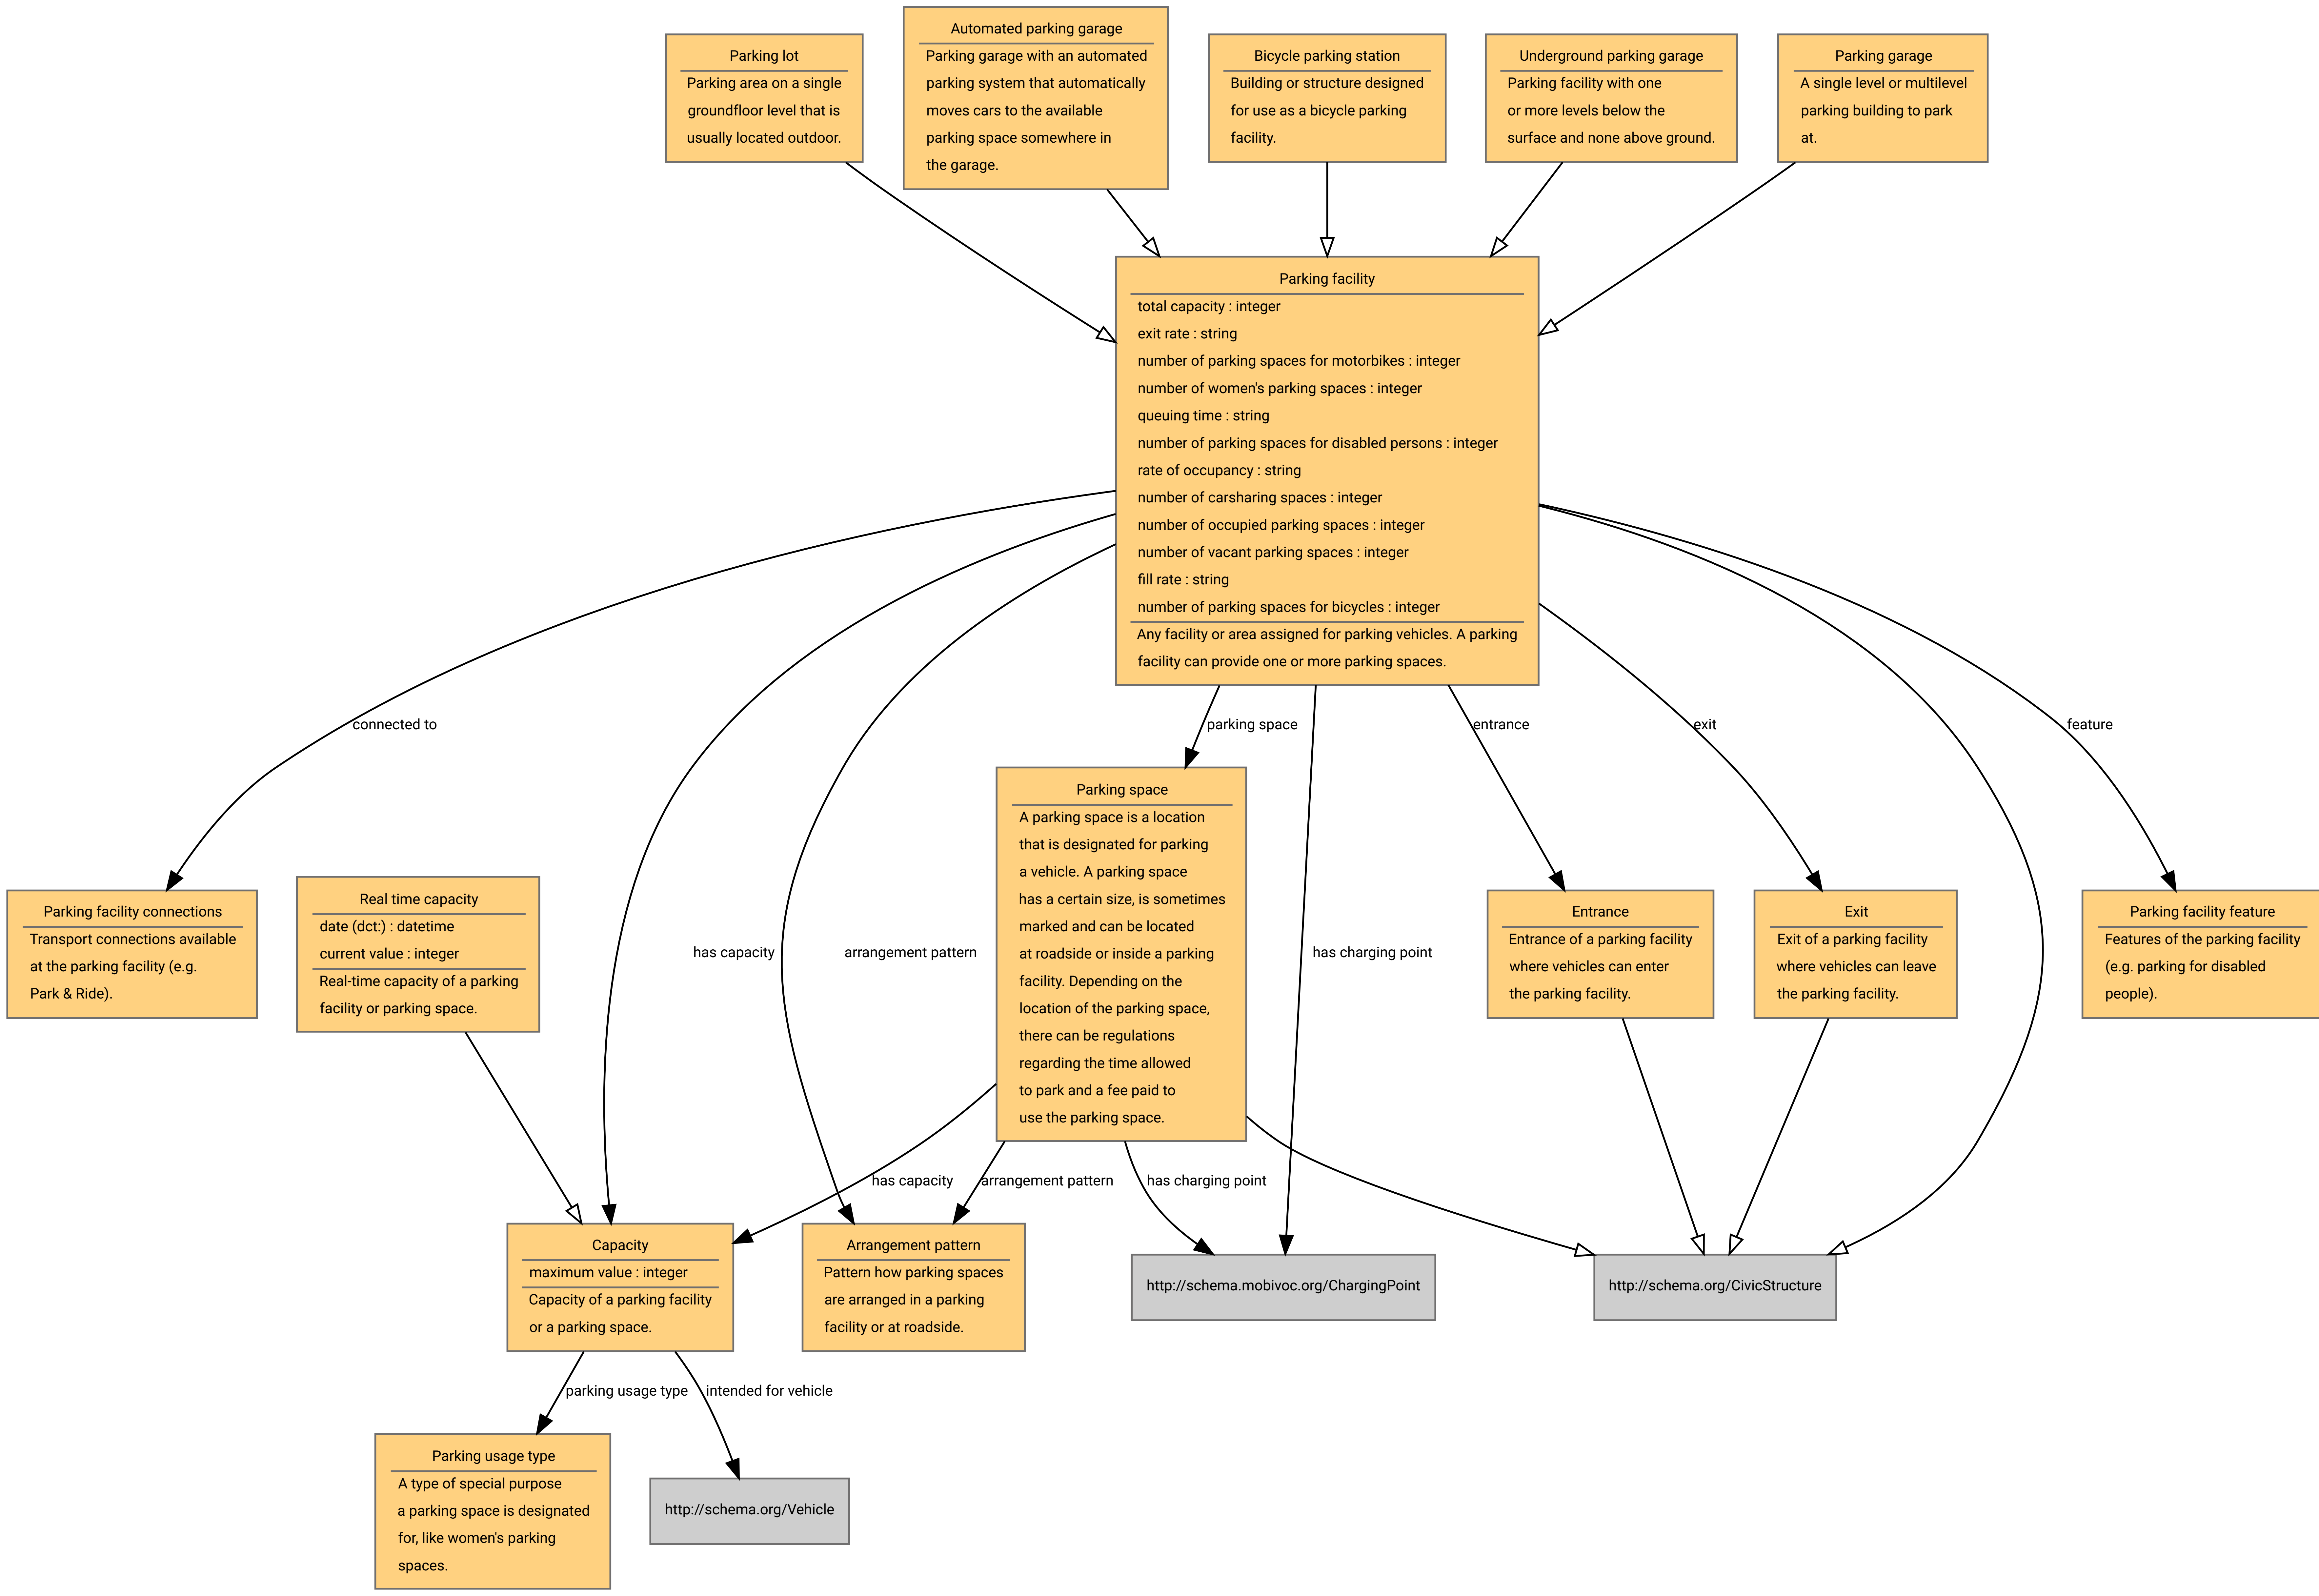 Parking lot
Parking area on a single
groundfloor level that is
usually located outdoor.
Automated parking garage
Parking garage with an automated
parking system that automatically
moves cars to the available
parking space somewhere in
the garage.
Bicycle parking station
Building or structure designed
for use as a bicycle parking
facility.
Underground parking garage
Parking facility with one
or more levels below the
surface and none above ground.
Parking garage
A single level or multilevel
parking building to park
at.
Parking facility
total capacity : integer
exit rate : string
number of parking spaces for motorbikes : integer
number of women's parking spaces : integer
queuing time : string
number of parking spaces for disabled persons : integer
rate of occupancy : string
number of carsharing spaces : integer
number of occupied parking spaces : integer
number of vacant parking spaces : integer
fill rate : string
number of parking spaces for bicycles : integer
Any facility or area assigned for parking vehicles. A parking
facility can provide one or more parking spaces.
connected to
parking space
entrance
exit
feature
Parking facility connections
Transport connections available
at the parking facility (e.g.
Park & Ride).
Real time capacity
date (dct:) : datetime
current value : integer
Real-time capacity of a parking
facility or parking space.
has capacity
arrangement pattern
Parking space
A parking space is a location
that is designated for parking
a vehicle. A parking space
has a certain size, is sometimes
marked and can be located
at roadside or inside a parking
facility. Depending on the
location of the parking space,
there can be regulations
regarding the time allowed
to park and a fee paid to
use the parking space.
has charging point
Entrance
Entrance of a parking facility
where vehicles can enter
the parking facility.
Exit
Exit of a parking facility
where vehicles can leave
the parking facility.
Parking facility feature
Features of the parking facility
(e.g. parking for disabled
people).
has capacity
arrangement pattern
has charging point
Capacity
maximum value : integer
Capacity of a parking facility
or a parking space.
Arrangement pattern
Pattern how parking spaces
are arranged in a parking
facility or at roadside.
http://schema.mobivoc.org/ChargingPoint
http://schema.org/CivicStructure
parking usage type
intended for vehicle
Parking usage type
A type of special purpose
a parking space is designated
for, like women's parking
spaces.
http://schema.org/Vehicle